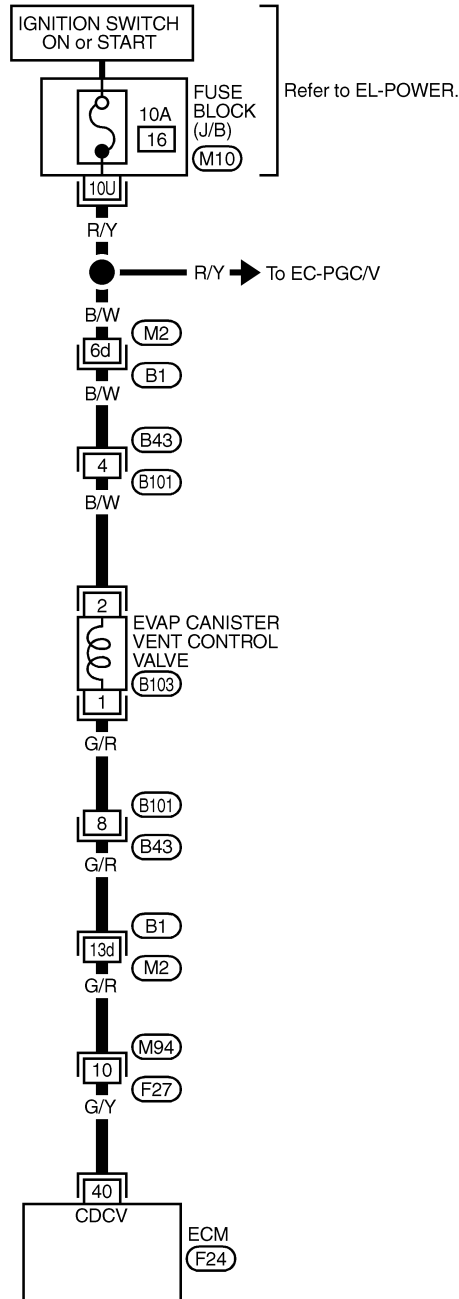 IGNITION SWITCH
ON or START
Refer to EL-POWER.
FUSE
BLOCK
(J/B)
10A
16
M10
10U
R/Y
R/Y
To EC-PGC/V
B/W
M2
6d
B1
B/W
B43
4
B101
B/W
2
EVAP CANISTER
VENT CONTROL
VALVE
B103
1
G/R
B101
8
B43
G/R
B1
13d
M2
G/R
M94
10
F27
G/Y
40
CDCV
ECM
F24